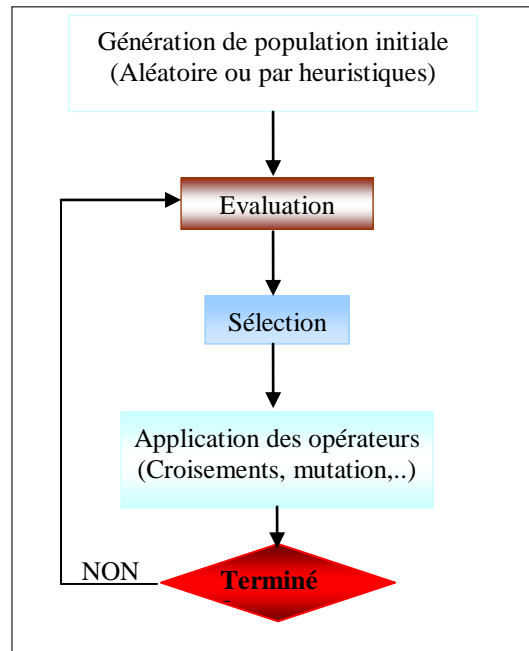 Génération de population initiale
(Aléatoire ou par heuristiques)
Evaluation
Sélection
Application des opérateurs
(Croisements, mutation,..)
NON
Terminé